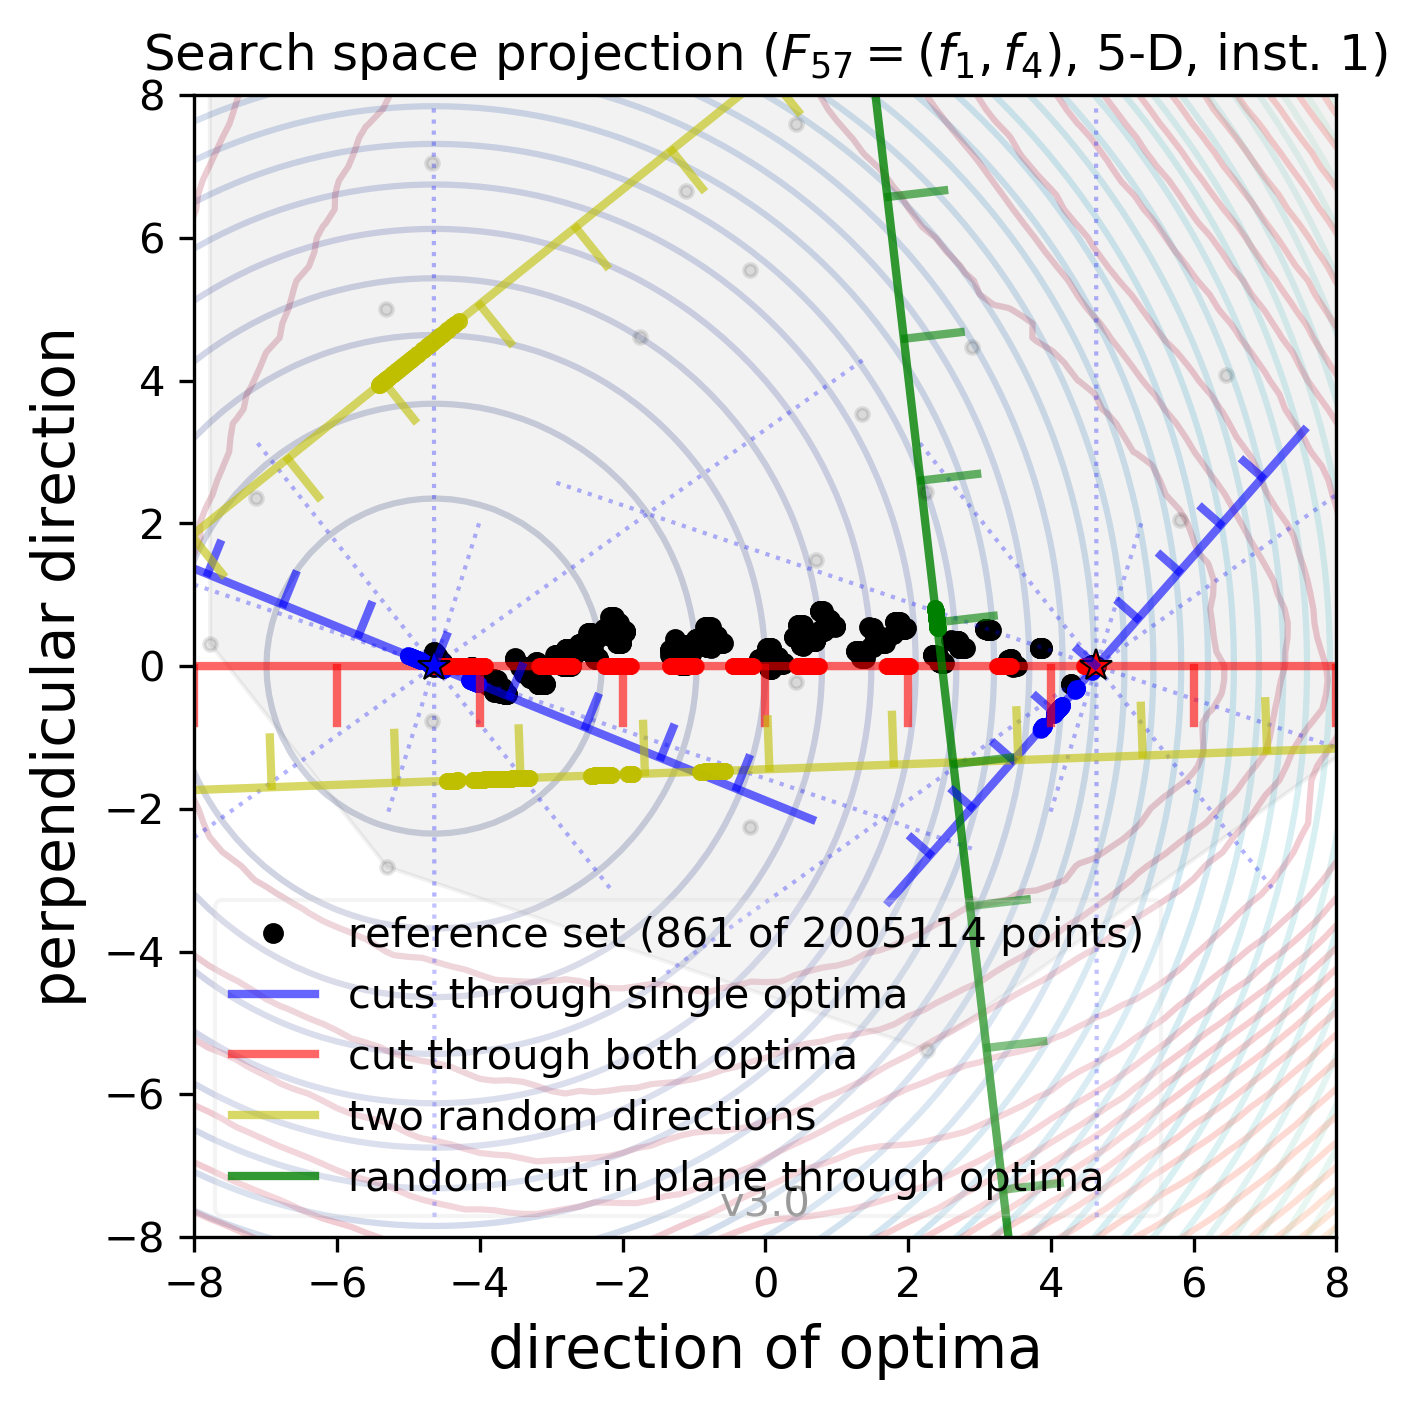 Search space projection (F₅₇ = (f₁, f₄), 5-D, inst. 1)
8
6
4
2
0
−2
−4
−6
−8
perpendicular direction
reference set (861 of 2005114 points)
cuts through single optima
cut through both optima
two random directions
random cut in plane through optima
v3.0
−8 −6 −4 −2 0 2 4 6 8
direction of optima